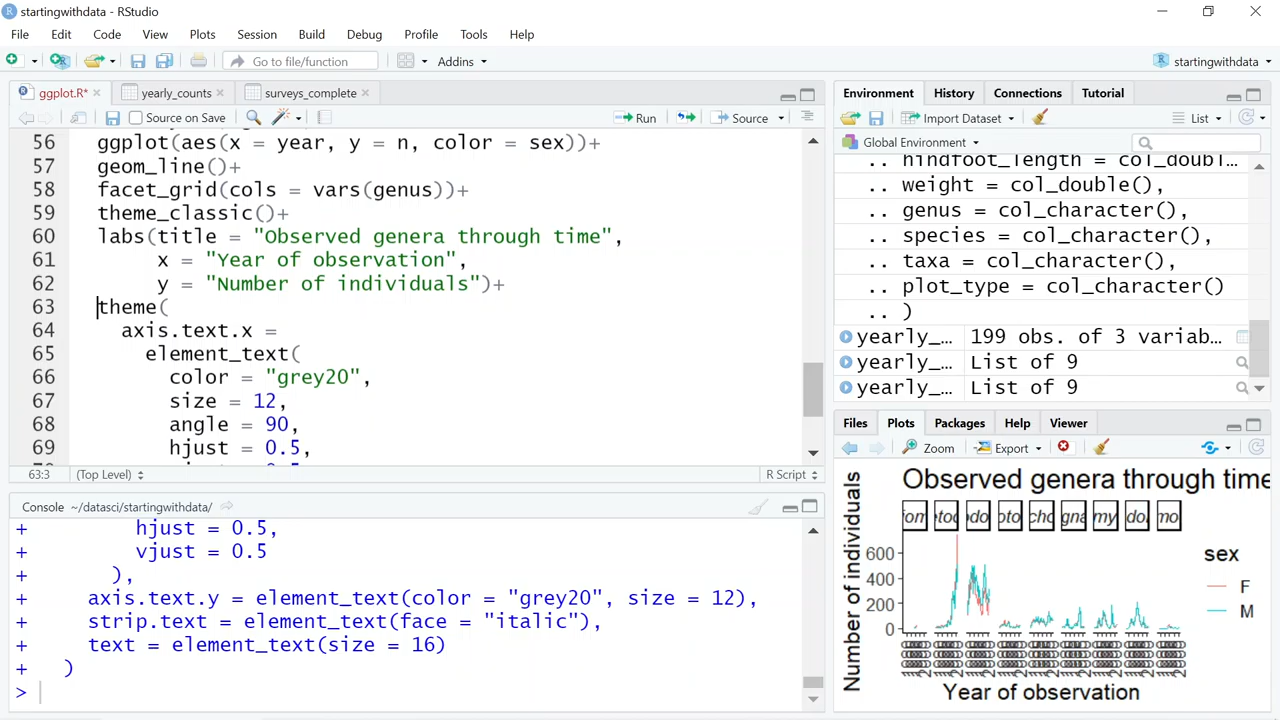 startingwithdata - RStudio
File Edit Code View Plots Session Build Debug Profile Tools Help
Go to file/function Addins startingwithdata
ggplot.R* yearly_counts surveys_complete
Source on Save Run Source
56 ggplot(aes(x = year, y = n, color = sex))+
57 geom_line()+
58 facet_grid(cols = vars(genus))+
59 theme_classic()+
60 labs(title = "Observed genera through time",
61 x = "Year of observation",
62 y = "Number of individuals")+
63 theme(
64 axis.text.x =
65 element_text(
66 color = "grey20",
67 size = 12,
68 angle = 90,
69 hjust = 0.5,
63:3 (Top Level) R Script
Console ~/datasci/startingwithdata/
+ hjust = 0.5,
+ vjust = 0.5
+ ),
+ axis.text.y = element_text(color = "grey20", size = 12),
+ strip.text = element_text(face = "italic"),
+ text = element_text(size = 16)
+ )
>
Environment History Connections Tutorial
Import Dataset List
Global Environment
.. hindfoot_length = col_doubl...
.. weight = col_double(),
.. genus = col_character(),
.. species = col_character(),
.. taxa = col_character(),
.. plot_type = col_character()
.. )
yearly_... 199 obs. of 3 variab...
yearly_... List of 9
yearly_... List of 9
Files Plots Packages Help Viewer
Zoom Export
Observed genera through time
Number of individuals
600
400
200
0
sex
F
M
Year of observation